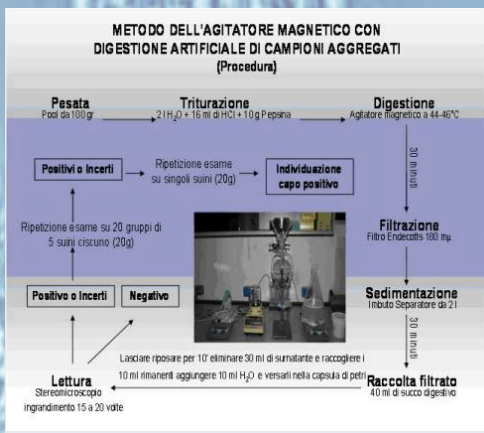 METODO DELL'AGITATORE MAGNETICO CON
DIGESTIONE ARTIFICIALE DI CAMPIONI AGGREGATI
(Procedura)
Pesata
Pool da 100 gr
Triturazione
2 l H₂O + 16 ml di HCl + 10 g Pepsina
Digestione
Agitatore magnetico a 44-46°C
30 minuti
Filtrazione
Filtro Endecotts 180 mµ
Sedimentazione
Imbuto Separatore da 2 l
30 minuti
Raccolta filtrato
40 ml di succo digestivo
Lasciare riposare per 10' eliminare 30 ml di surnatante e raccogliere i
10 ml rimanenti aggiungere 10 ml H₂O e versarli nella capsula di petri
Lettura
Stereomicroscopio
ingrandimento 15 a 20 volte
Positivo o Incerti
Negativo
Ripetizione esame su 20 gruppi di
5 suini ciscuno (20g)
Positivi o Incerti
Ripetizione esame
su singoli suini (20g)
Individuazione
capo positivo